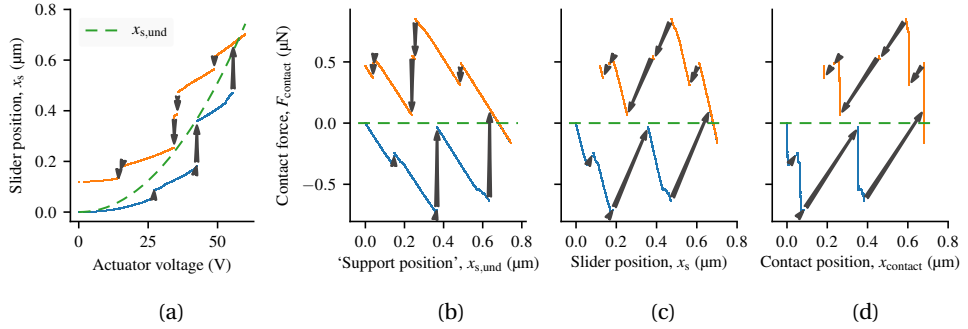 0.8
0.6
0.4
0.2
0.0
Slider position, xs (μm)
xs,und
0
25
50
Actuator voltage (V)
(a)
Contact force, Fcontact (μN)
0.5
0.0
−0.5
0.0 0.2 0.4 0.6 0.8
‘Support position’, xs,und (μm)
(b)
0.0 0.2 0.4 0.6 0.8
Slider position, xs (μm)
(c)
0.0 0.2 0.4 0.6 0.8
Contact position, xcontact (μm)
(d)